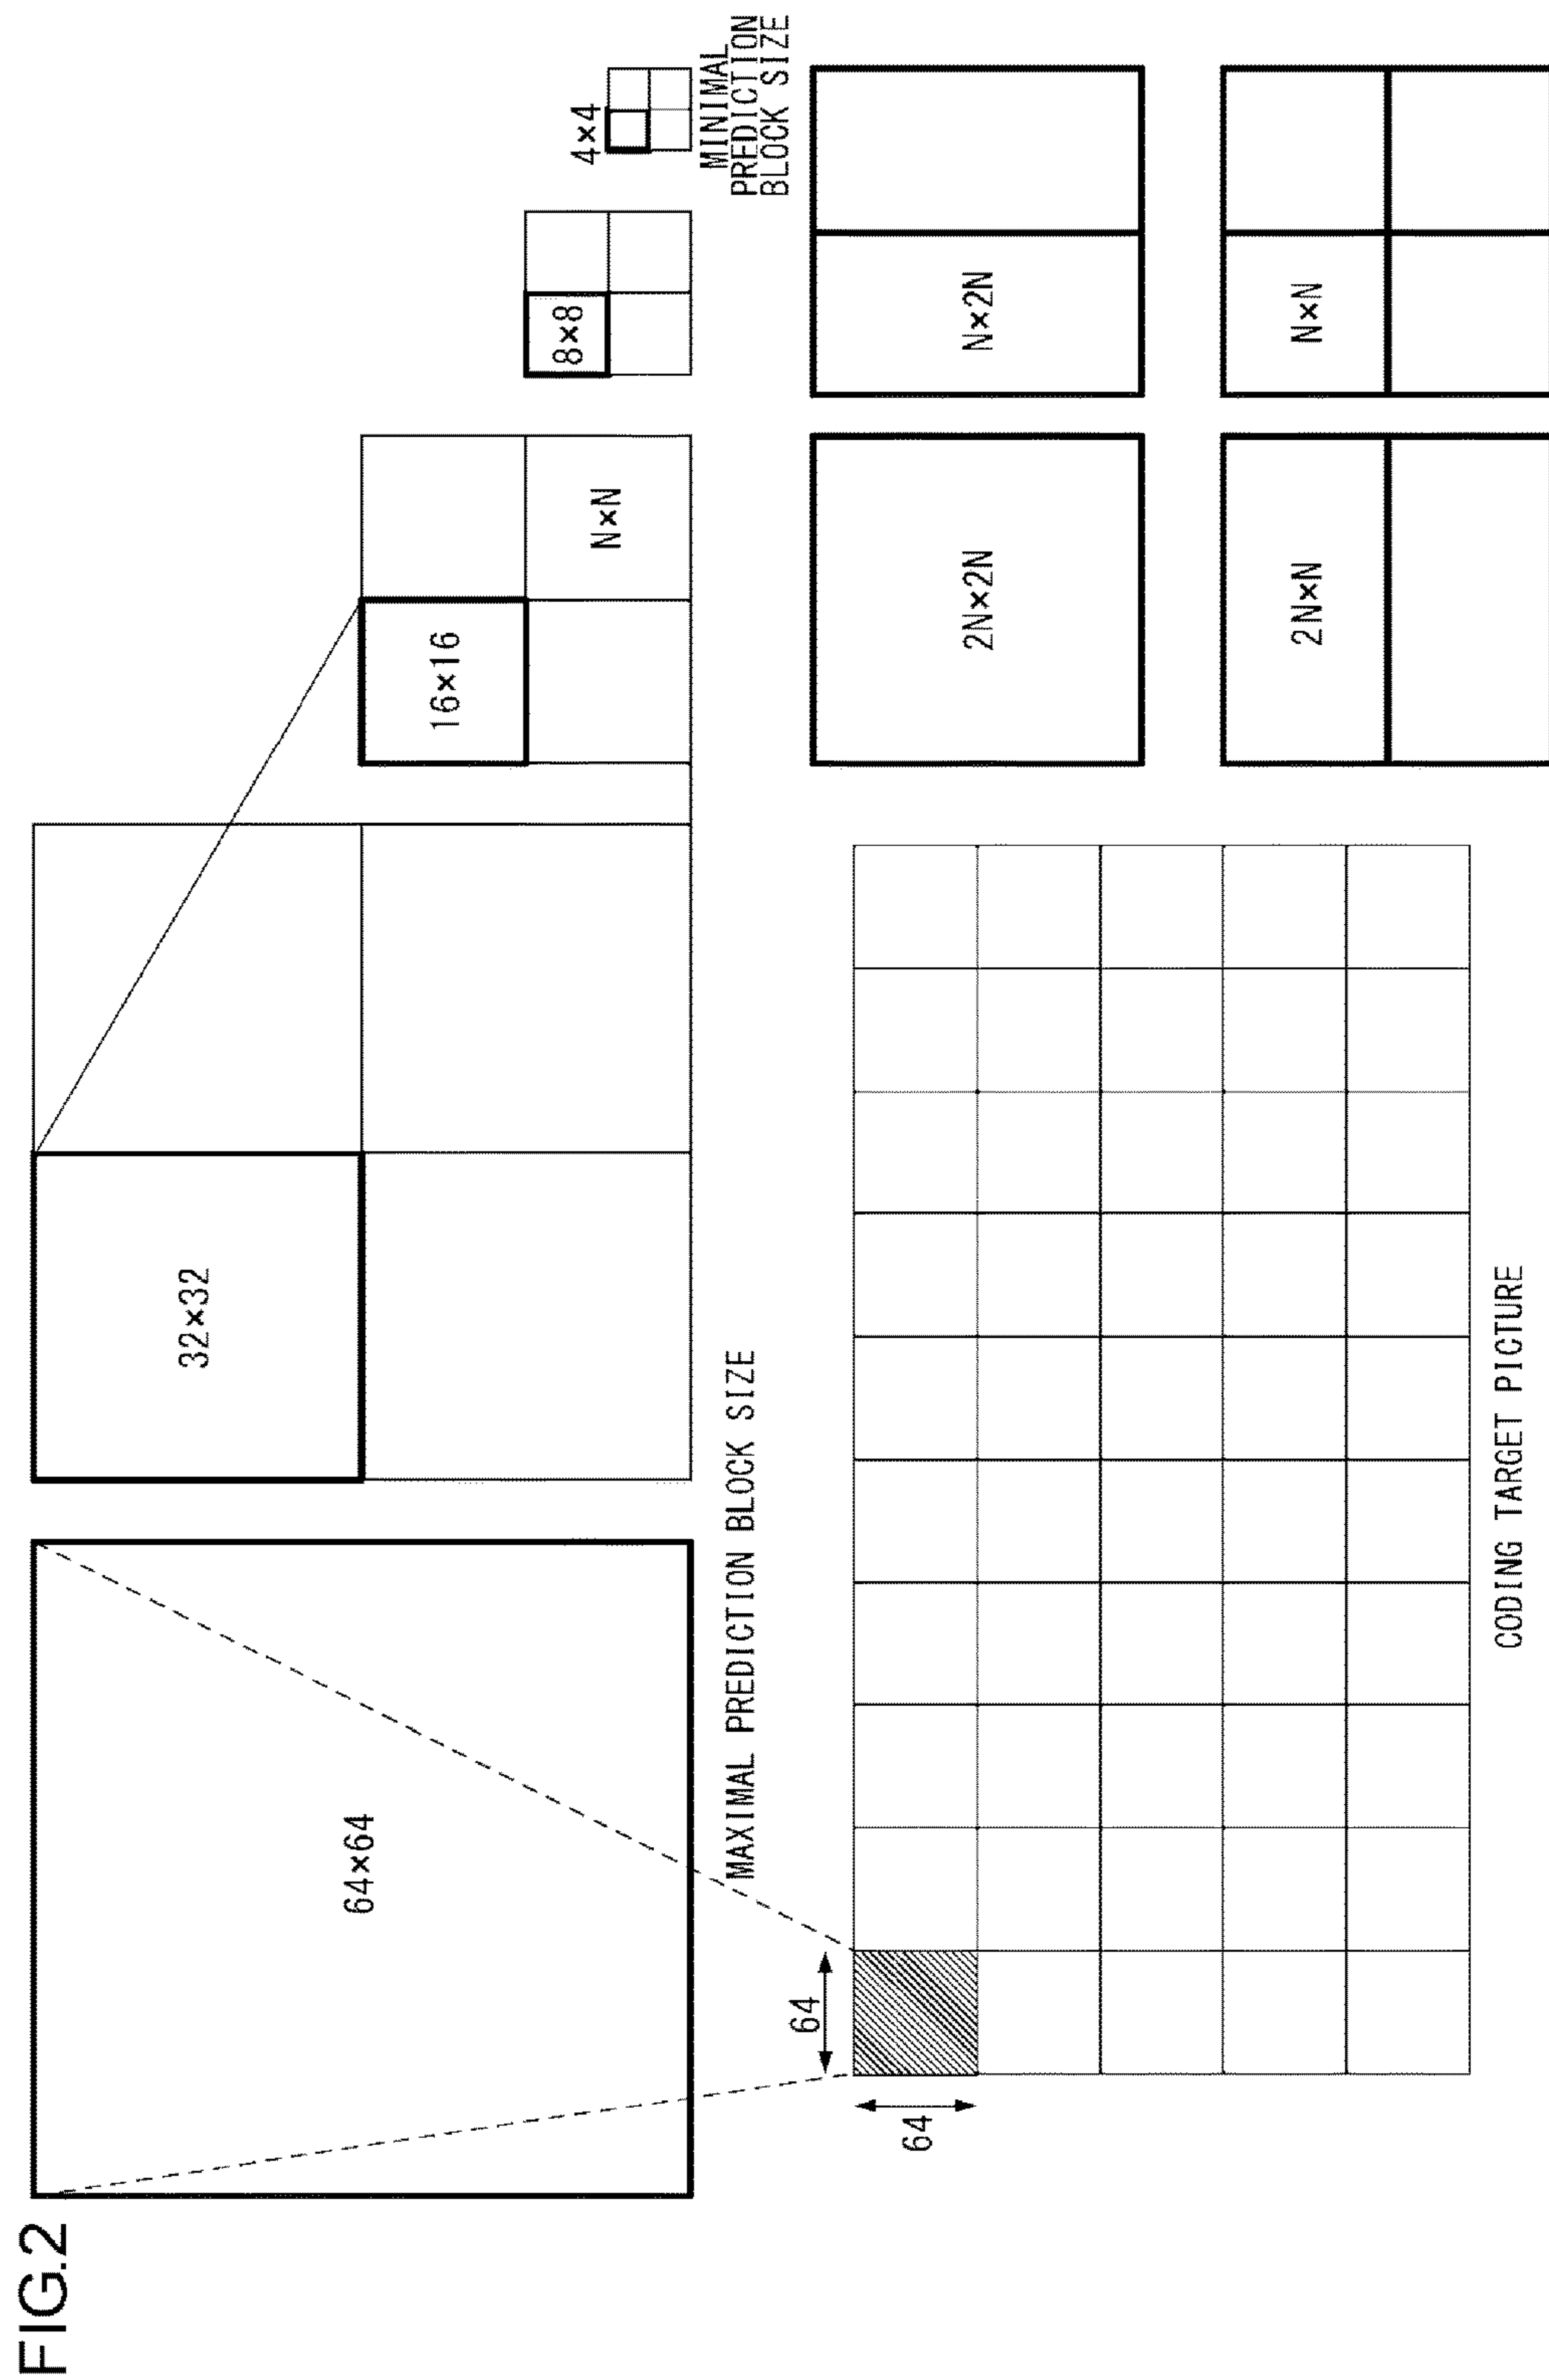 FIG.2
64×64
32×32
16×16
N×N
8×8
4×4
MAXIMAL PREDICTION BLOCK SIZE
MINIMAL
PREDICTION
BLOCK SIZE
64
64
CODING TARGET PICTURE
2N×2N
N×2N
2N×N
N×N